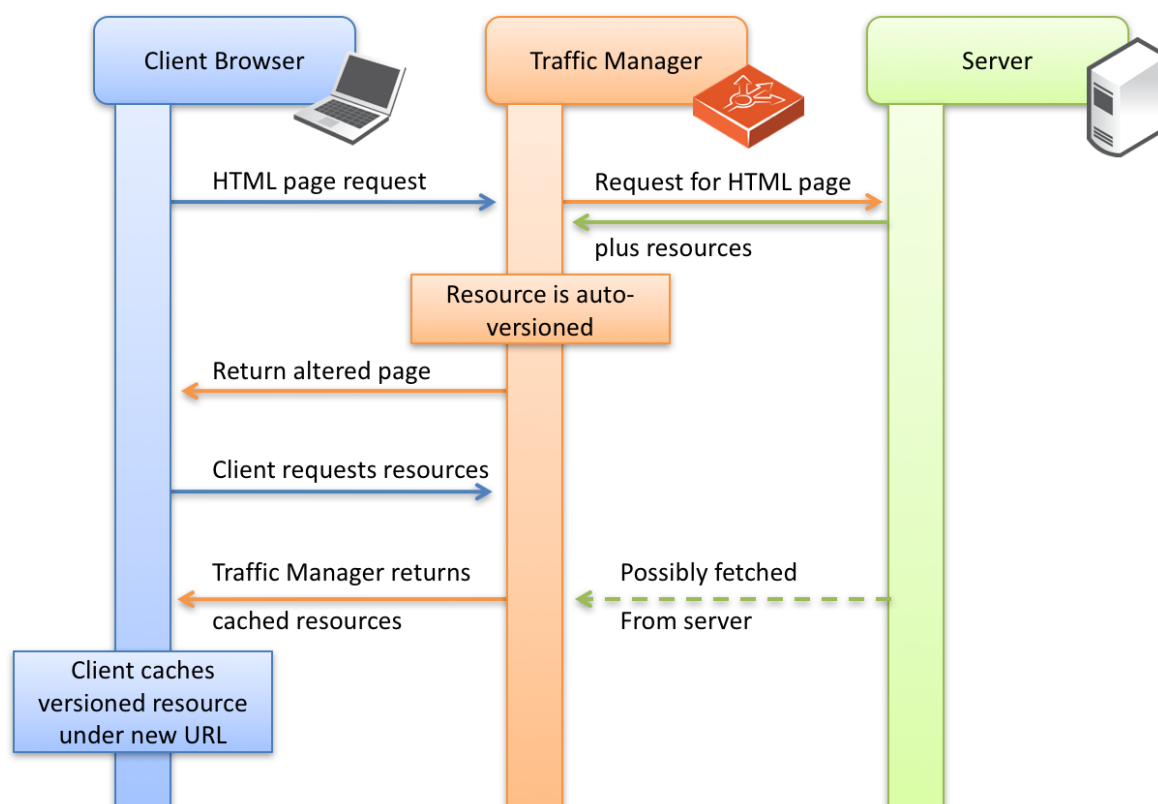 Client Browser
Traffic Manager
Server
HTML page request
Request for HTML page
plus resources
Resource is auto-
versioned
Return altered page
Client requests resources
Traffic Manager returns
cached resources
Possibly fetched
From server
Client caches
versioned resource
under new URL